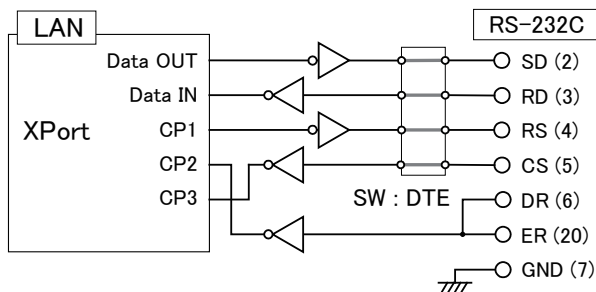 LAN
RS-232C
Data OUT
SD (2)
Data IN
RD (3)
XPort
CP1
RS (4)
CP2
CS (5)
CP3
SW : DTE
DR (6)
ER (20)
GND (7)